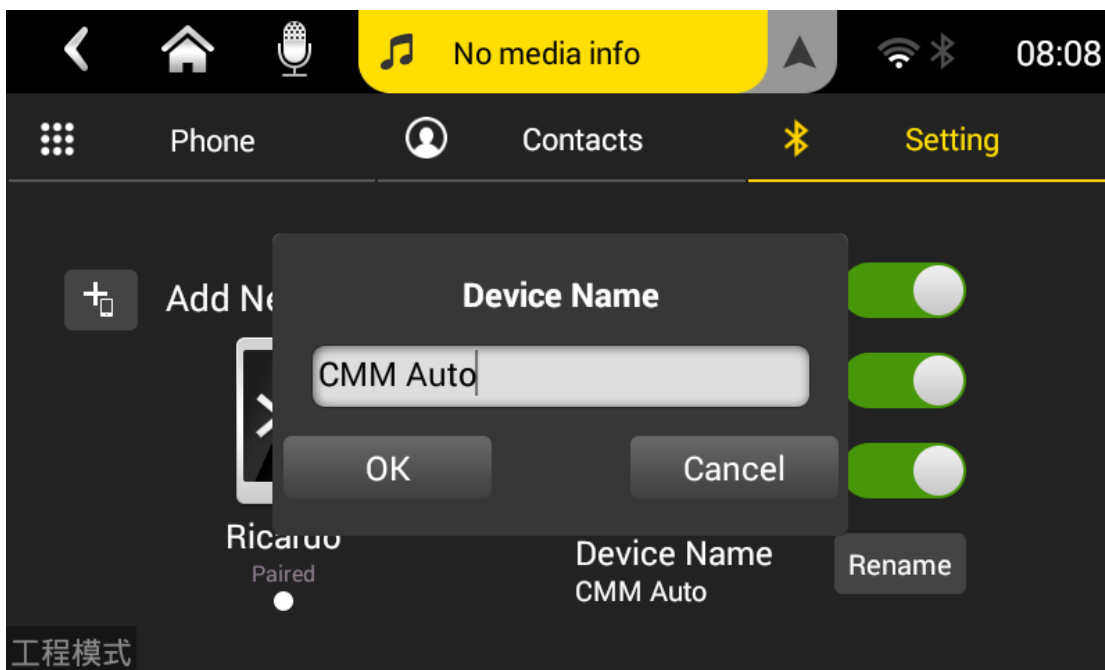 No media info
08:08
Phone
Contacts
Setting
Add Ne
Device Name
CMM Auto
OK
Cancel
Ricardo
Paired
Device Name
CMM Auto
Rename
工程模式